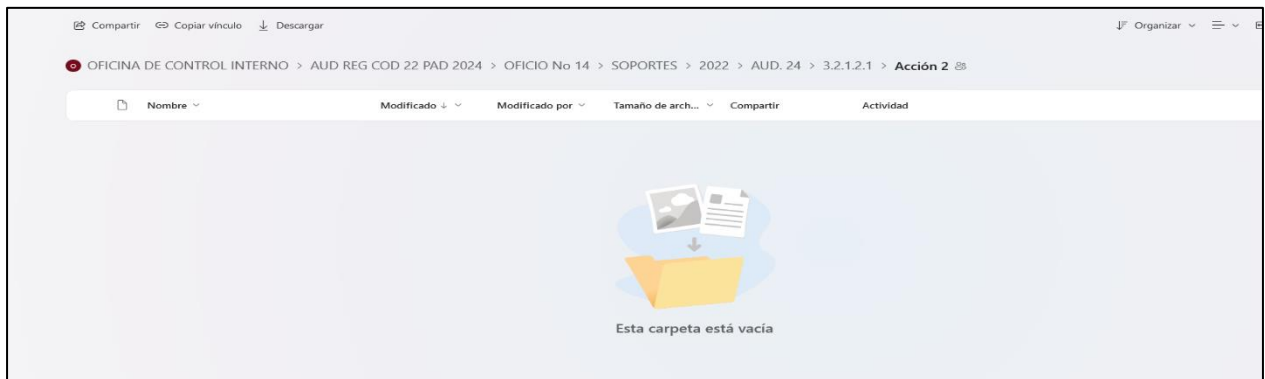 Compartir Copiar vínculo Descargar Organizar
OFICINA DE CONTROL INTERNO > AUD REG COD 22 PAD 2024 > OFICIO No 14 > SOPORTES > 2022 > AUD. 24 > 3.2.1.2.1 > Acción 2
Nombre Modificado ↓ Modificado por Tamaño de arch... Compartir Actividad
Esta carpeta está vacía